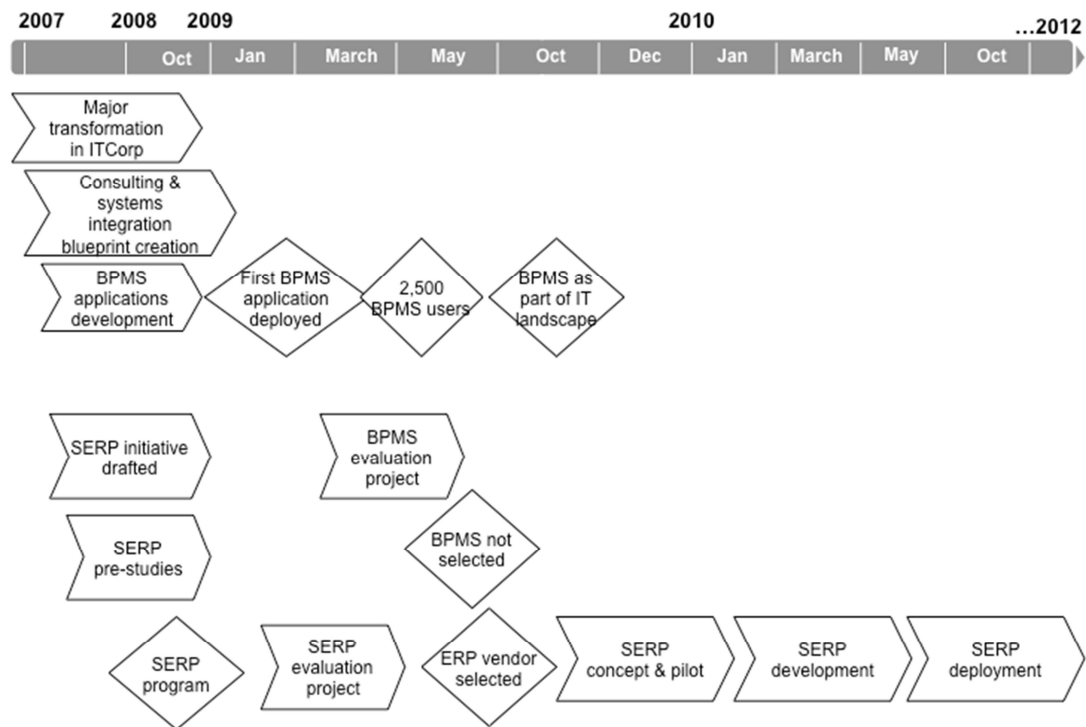 2007 2008 2009 2010 ...2012
Oct Jan March May Oct Dec Jan March May Oct
Major
transformation
in ITCorp
Consulting &
systems
integration
blueprint creation
BPMS
applications
development
First BPMS
application
deployed
2,500
BPMS users
BPMS as
part of IT
landscape
SERP initiative
drafted
BPMS
evaluation
project
SERP
pre-studies
BPMS not
selected
SERP
program
SERP
evaluation
project
ERP vendor
selected
SERP
concept & pilot
SERP
development
SERP
deployment